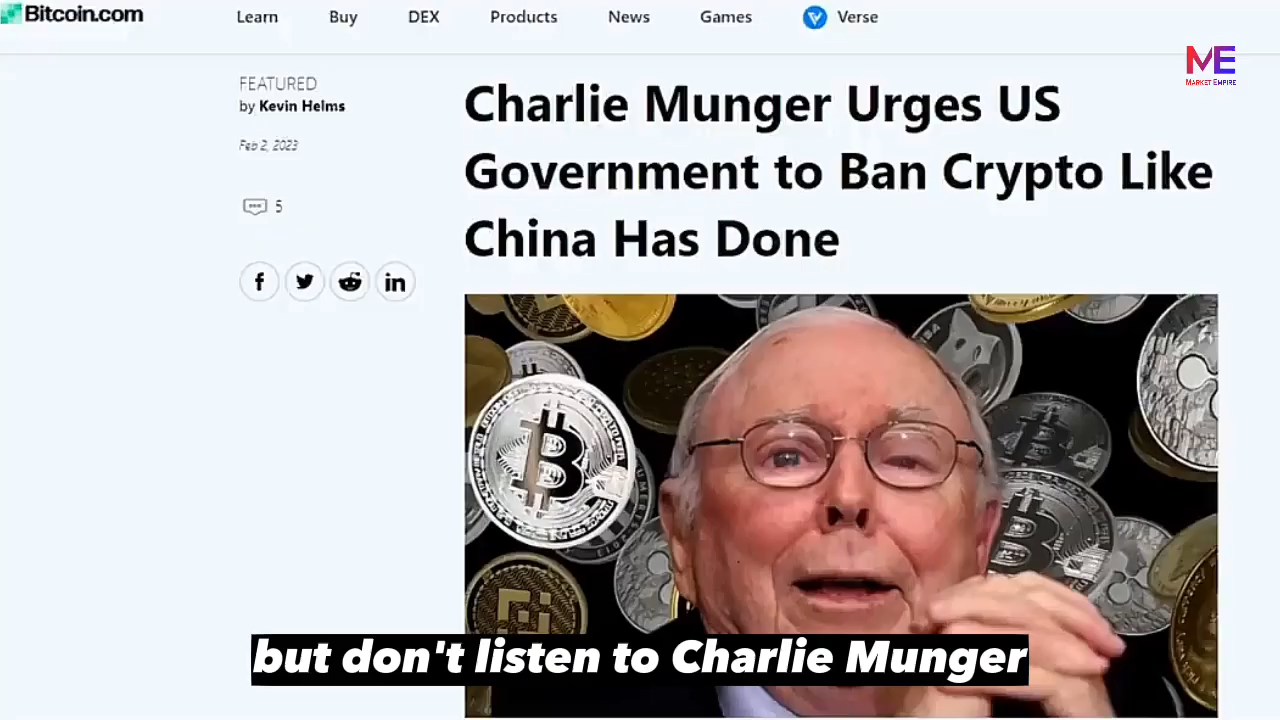 Bitcoin.com
Learn Buy DEX Products News Games Verse
ME
MARKET EMPIRE
FEATURED
by Kevin Helms
Feb 2, 2023
5
Charlie Munger Urges US
Government to Ban Crypto Like
China Has Done
but don't listen to Charlie Munger